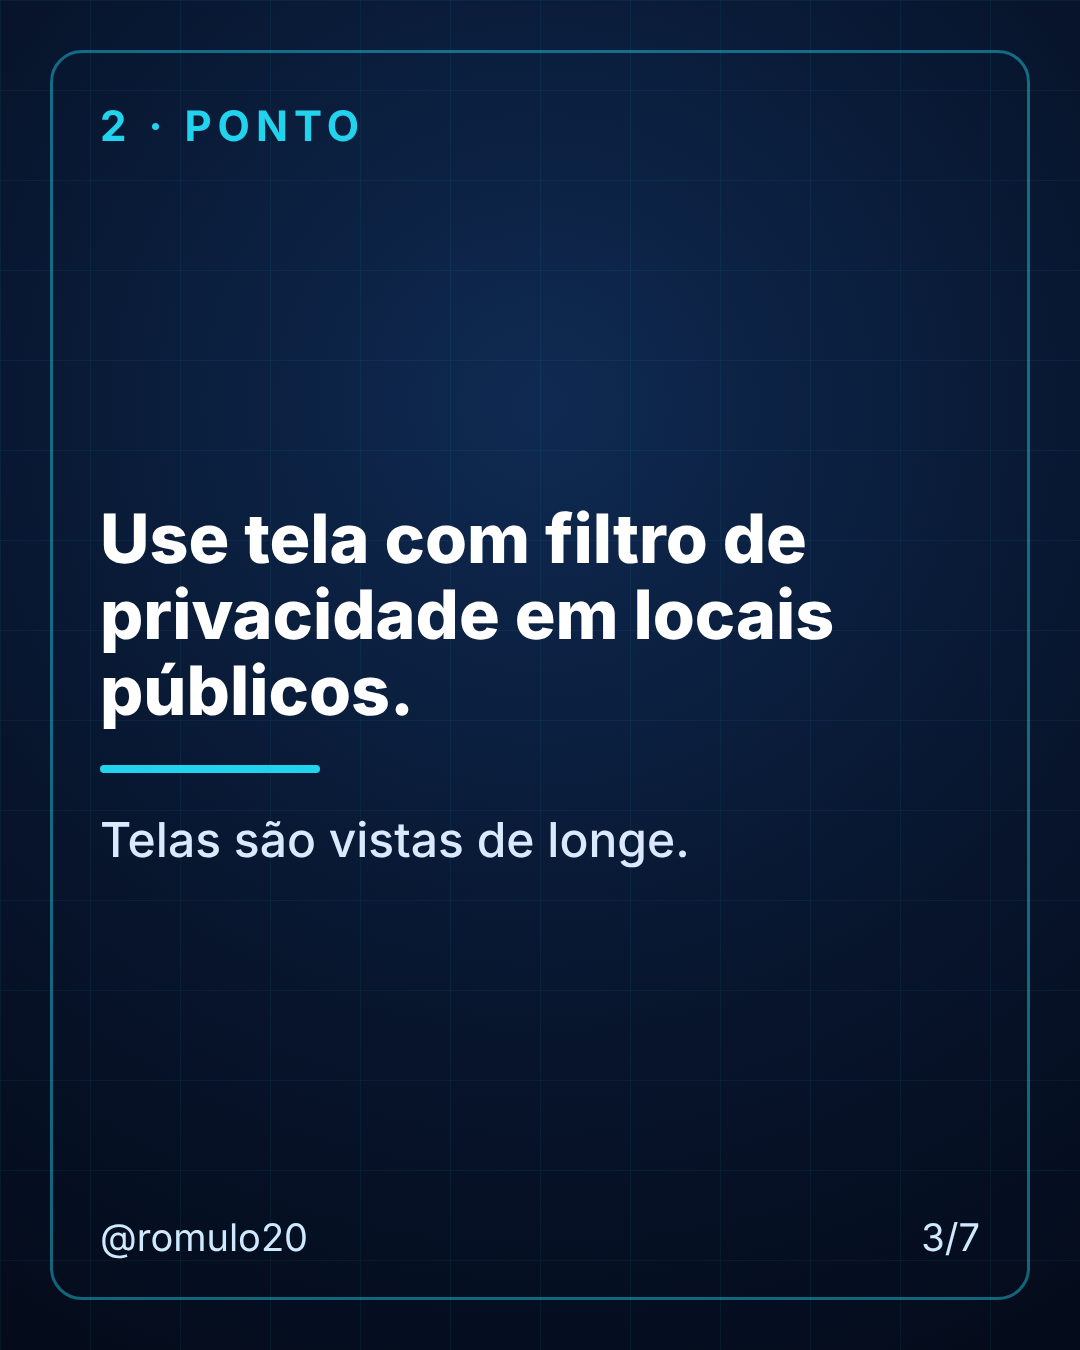 2 · PONTO
Use tela com filtro de
privacidade em locais
públicos.
Telas são vistas de longe.
@romulo20
3/7